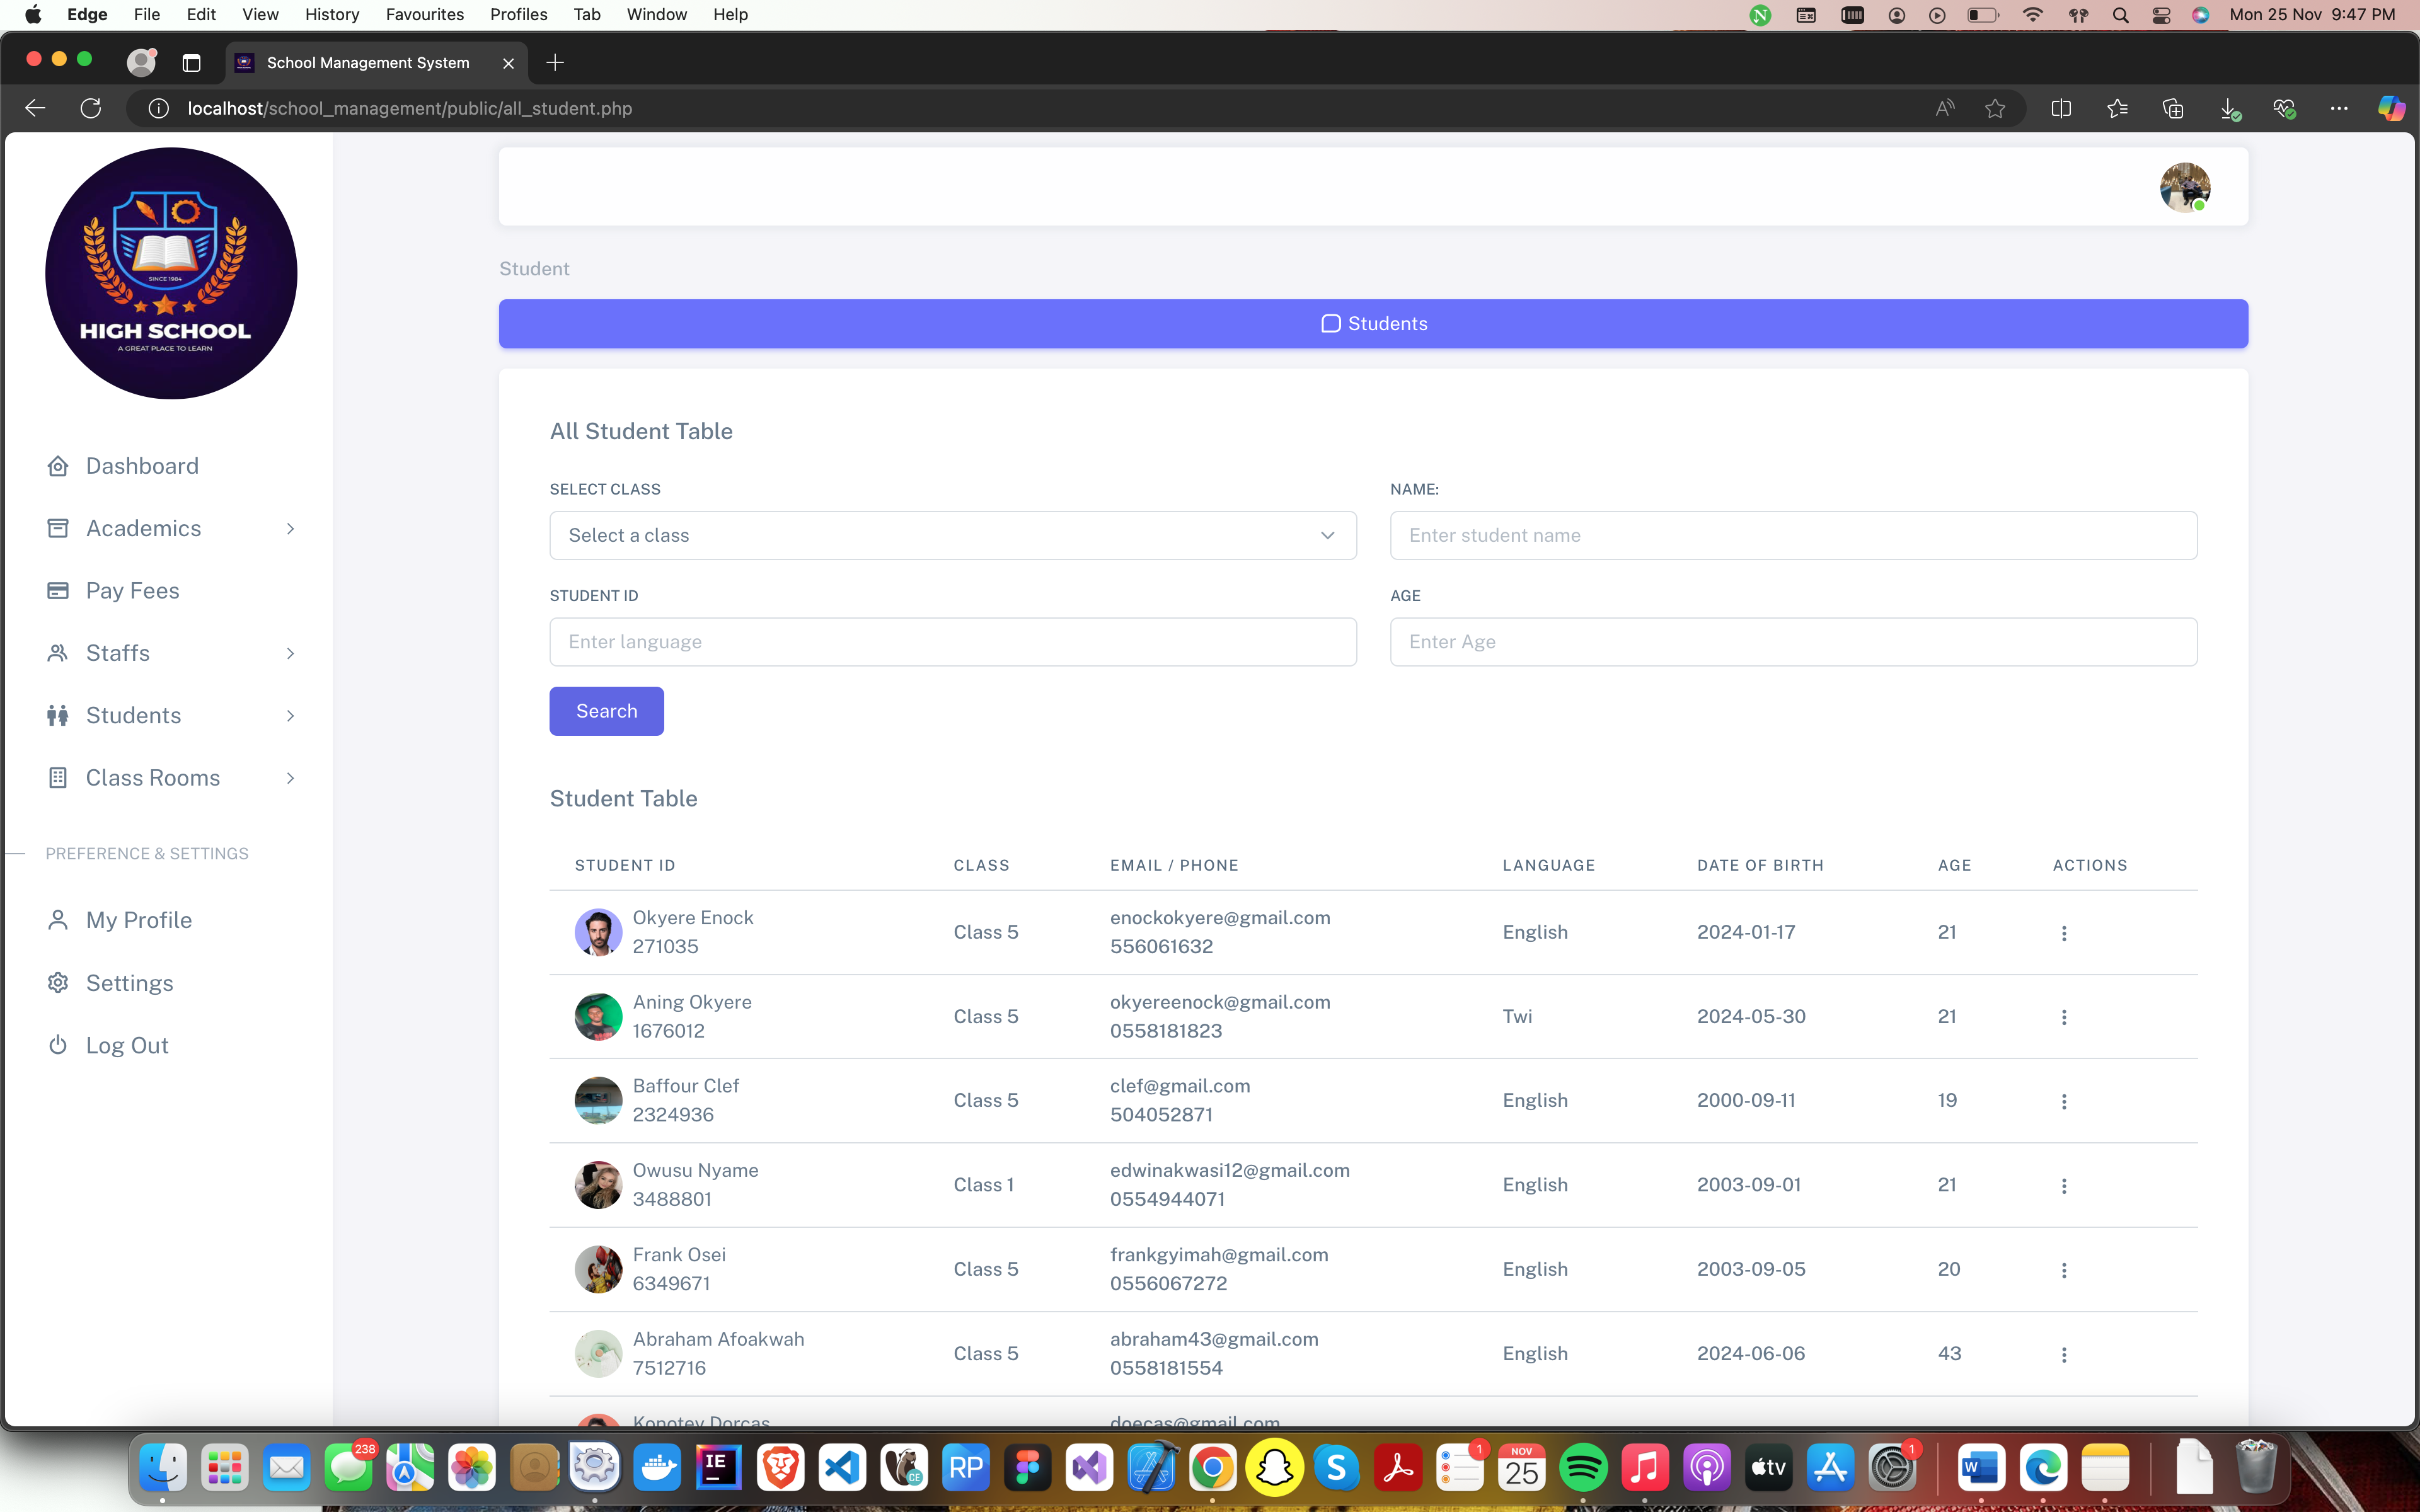 Edge File Edit View History Favourites Profiles Tab Window Help Mon 25 Nov 9:47 PM
School Management System
localhost/school_management/public/all_student.php
SINCE 1984
HIGH SCHOOL
A GREAT PLACE TO LEARN
Dashboard
Academics
Pay Fees
Staffs
Students
Class Rooms
PREFERENCE & SETTINGS
My Profile
Settings
Log Out
Student
Students
All Student Table
SELECT CLASS NAME:
Select a class Enter student name
STUDENT ID AGE
Enter language Enter Age
Search
Student Table
STUDENT ID CLASS EMAIL / PHONE LANGUAGE DATE OF BIRTH AGE ACTIONS
Okyere Enock enockokyere@gmail.com
Class 5 English 2024-01-17 21
271035 556061632
Aning Okyere okyereenock@gmail.com
Class 5 Twi 2024-05-30 21
1676012 0558181823
Baffour Clef clef@gmail.com
Class 5 English 2000-09-11 19
2324936 504052871
Owusu Nyame edwinakwasi12@gmail.com
Class 1 English 2003-09-01 21
3488801 0554944071
Frank Osei frankgyimah@gmail.com
Class 5 English 2003-09-05 20
6349671 0556067272
Abraham Afoakwah abraham43@gmail.com
Class 5 English 2024-06-06 43
7512716 0558181554
Konotey Dorcas doecas@gmail.com
238 IE CE RP S 1 NOV 25 tv 1 W